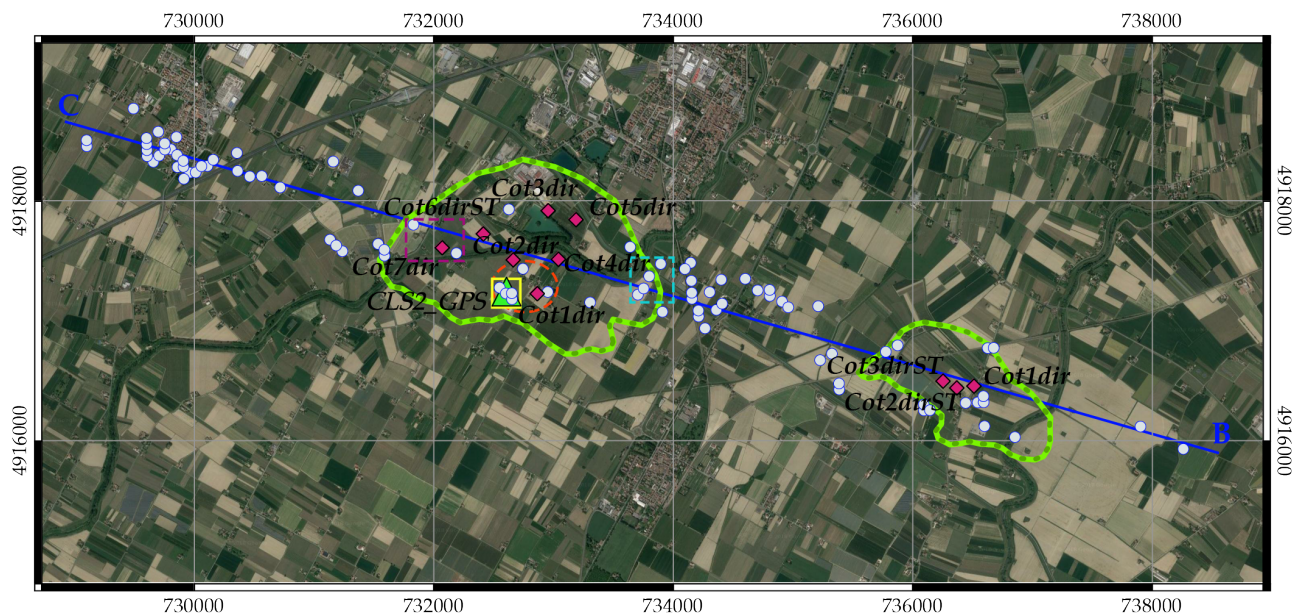 730000 732000 734000 736000 738000
C
4918000 4918000
Cot3dir
Cot6dirST Cot5dir
Cot2dir
Cot7dir Cot4dir
CLS2_GPS
Cot1dir
Cot3dirST Cot1dir
Cot2dirST
B
4916000 4916000
730000 732000 734000 736000 738000